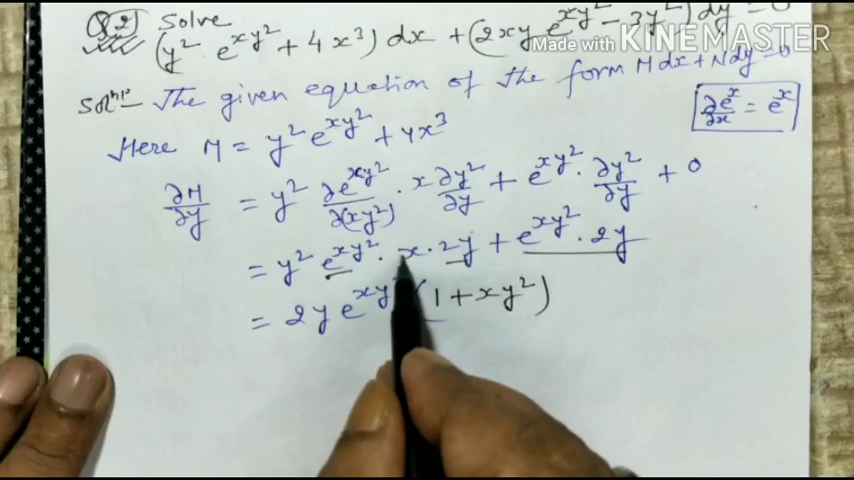 Q2) Solve
(y² · e^xy² + 4x³) dx + (2xy e^xy² - 3y²) dy = 0
Made with KINEMASTER
Solⁿ:- The given equation of the form Mdx + Ndy = 0
∂e^x/∂x = e^x
Here M = y² e^xy² + 4x³
∂M/∂y = y² ∂e^xy²/∂(xy²) · x ∂y²/∂y + e^xy² · ∂y²/∂y + 0
= y² e^xy² · x · 2y + e^xy² · 2y
= 2y e^xy² (1 + xy²)